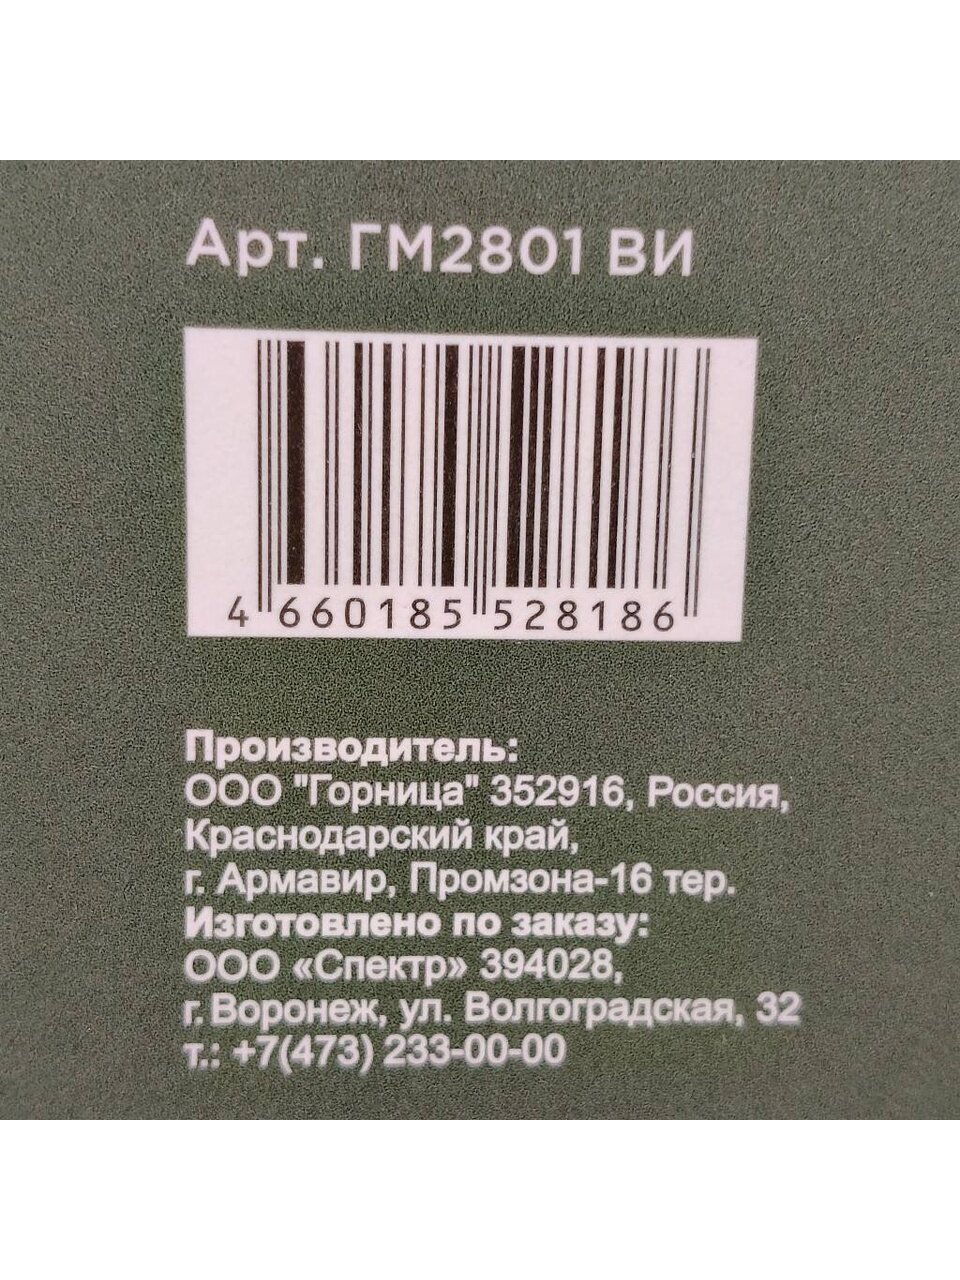 Арт. ГМ2801 ВИ
4 660185 528186
Производитель:
ООО "Горница" 352916, Россия,
Краснодарский край,
г. Армавир, Промзона-16 тер.
Изготовлено по заказу:
ООО «Спектр» 394028,
г. Воронеж, ул. Волгоградская, 32
т.: +7(473) 233-00-00